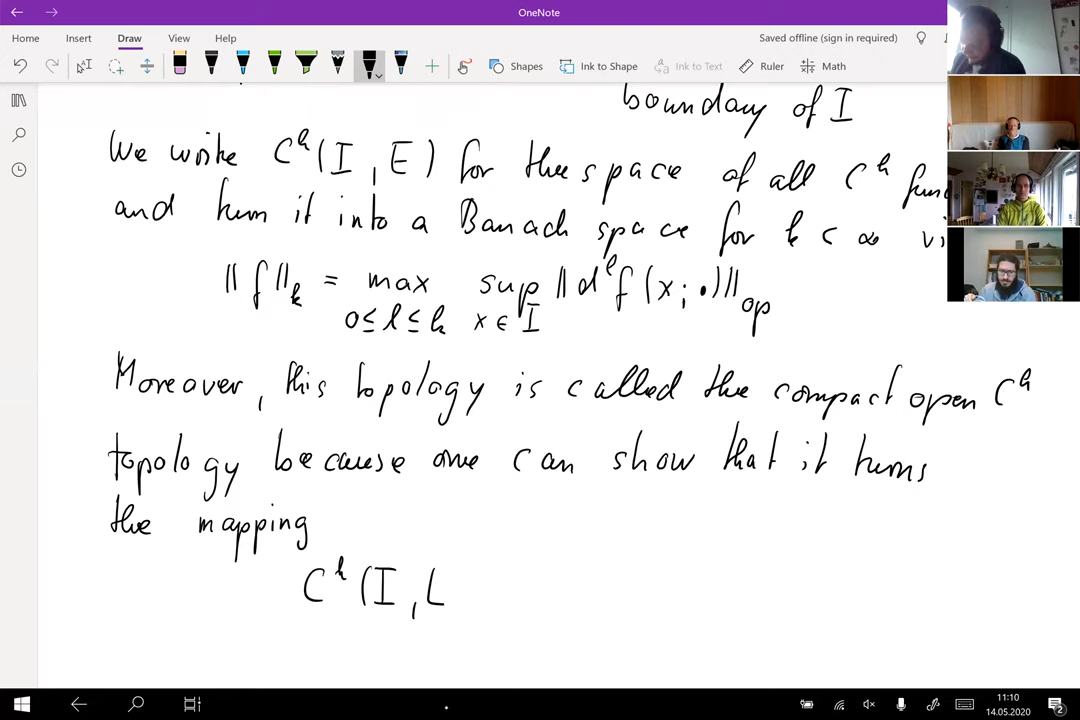 OneNote
Home Insert Draw View Help
Saved offline (sign in required)
Shapes Ink to Shape Ink to Text Ruler Math
boundary of I
We write C^k(I, E) for the space of all C^k func
and turn it into a Banach space for k < ∞ vi
‖f‖_k = max_{0≤l≤k} sup_{x∈I} ‖d^l f(x; •)‖_op
Moreover, this topology is called the compact open C^k
topology because one can show that it turns
the mapping
C^k(I, L
11:10
14.05.2020
2